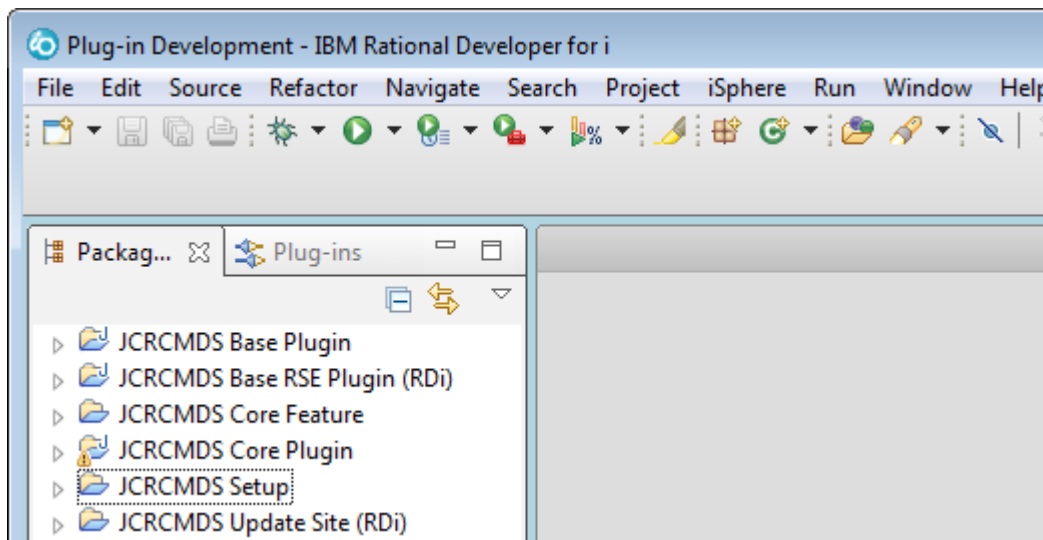 Plug-in Development - IBM Rational Developer for i
File Edit Source Refactor Navigate Search Project iSphere Run Window Help
Packag... Plug-ins
JCRCMDS Base Plugin
JCRCMDS Base RSE Plugin (RDi)
JCRCMDS Core Feature
JCRCMDS Core Plugin
JCRCMDS Setup
JCRCMDS Update Site (RDi)